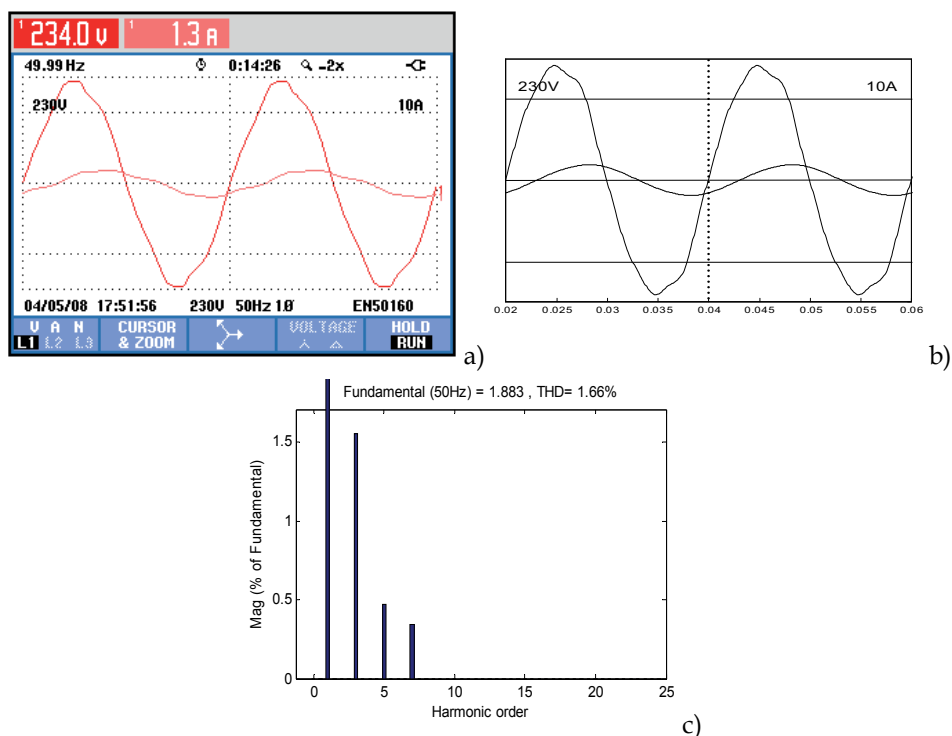 1 234.0 V 1 1.3 A
49.99 Hz 0:14:26 -2x
230V 10A
1
04/05/08 17:51:56 230V 50Hz 1Ø EN50160
V A N CURSOR VOLTAGE HOLD
L1 L2 L3 & ZOOM RUN
a)
230V 10A
0.02 0.025 0.03 0.035 0.04 0.045 0.05 0.055 0.06
b)
Fundamental (50Hz) = 1.883 , THD= 1.66%
Mag (% of Fundamental)
1.5
1
0.5
0
0 5 10 15 20 25
Harmonic order
c)